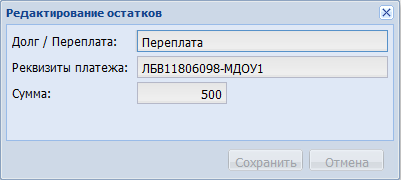 Редактирование остатков
Долг / Переплата: Переплата
Реквизиты платежа: ЛБВ11806098-МДОУ1
Сумма: 500
Сохранить Отмена